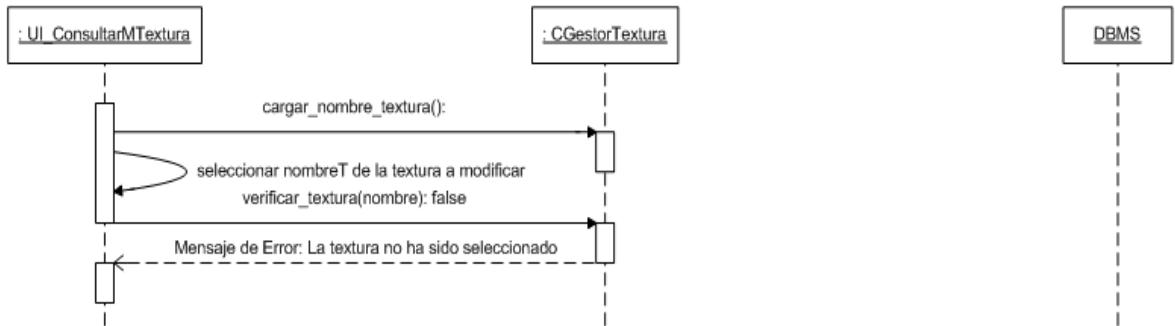 : UI_ConsultarMTextura
: CGestorTextura
DBMS
cargar_nombre_textura():
seleccionar nombreT de la textura a modificar
verificar_textura(nombre): false
Mensaje de Error: La textura no ha sido seleccionado